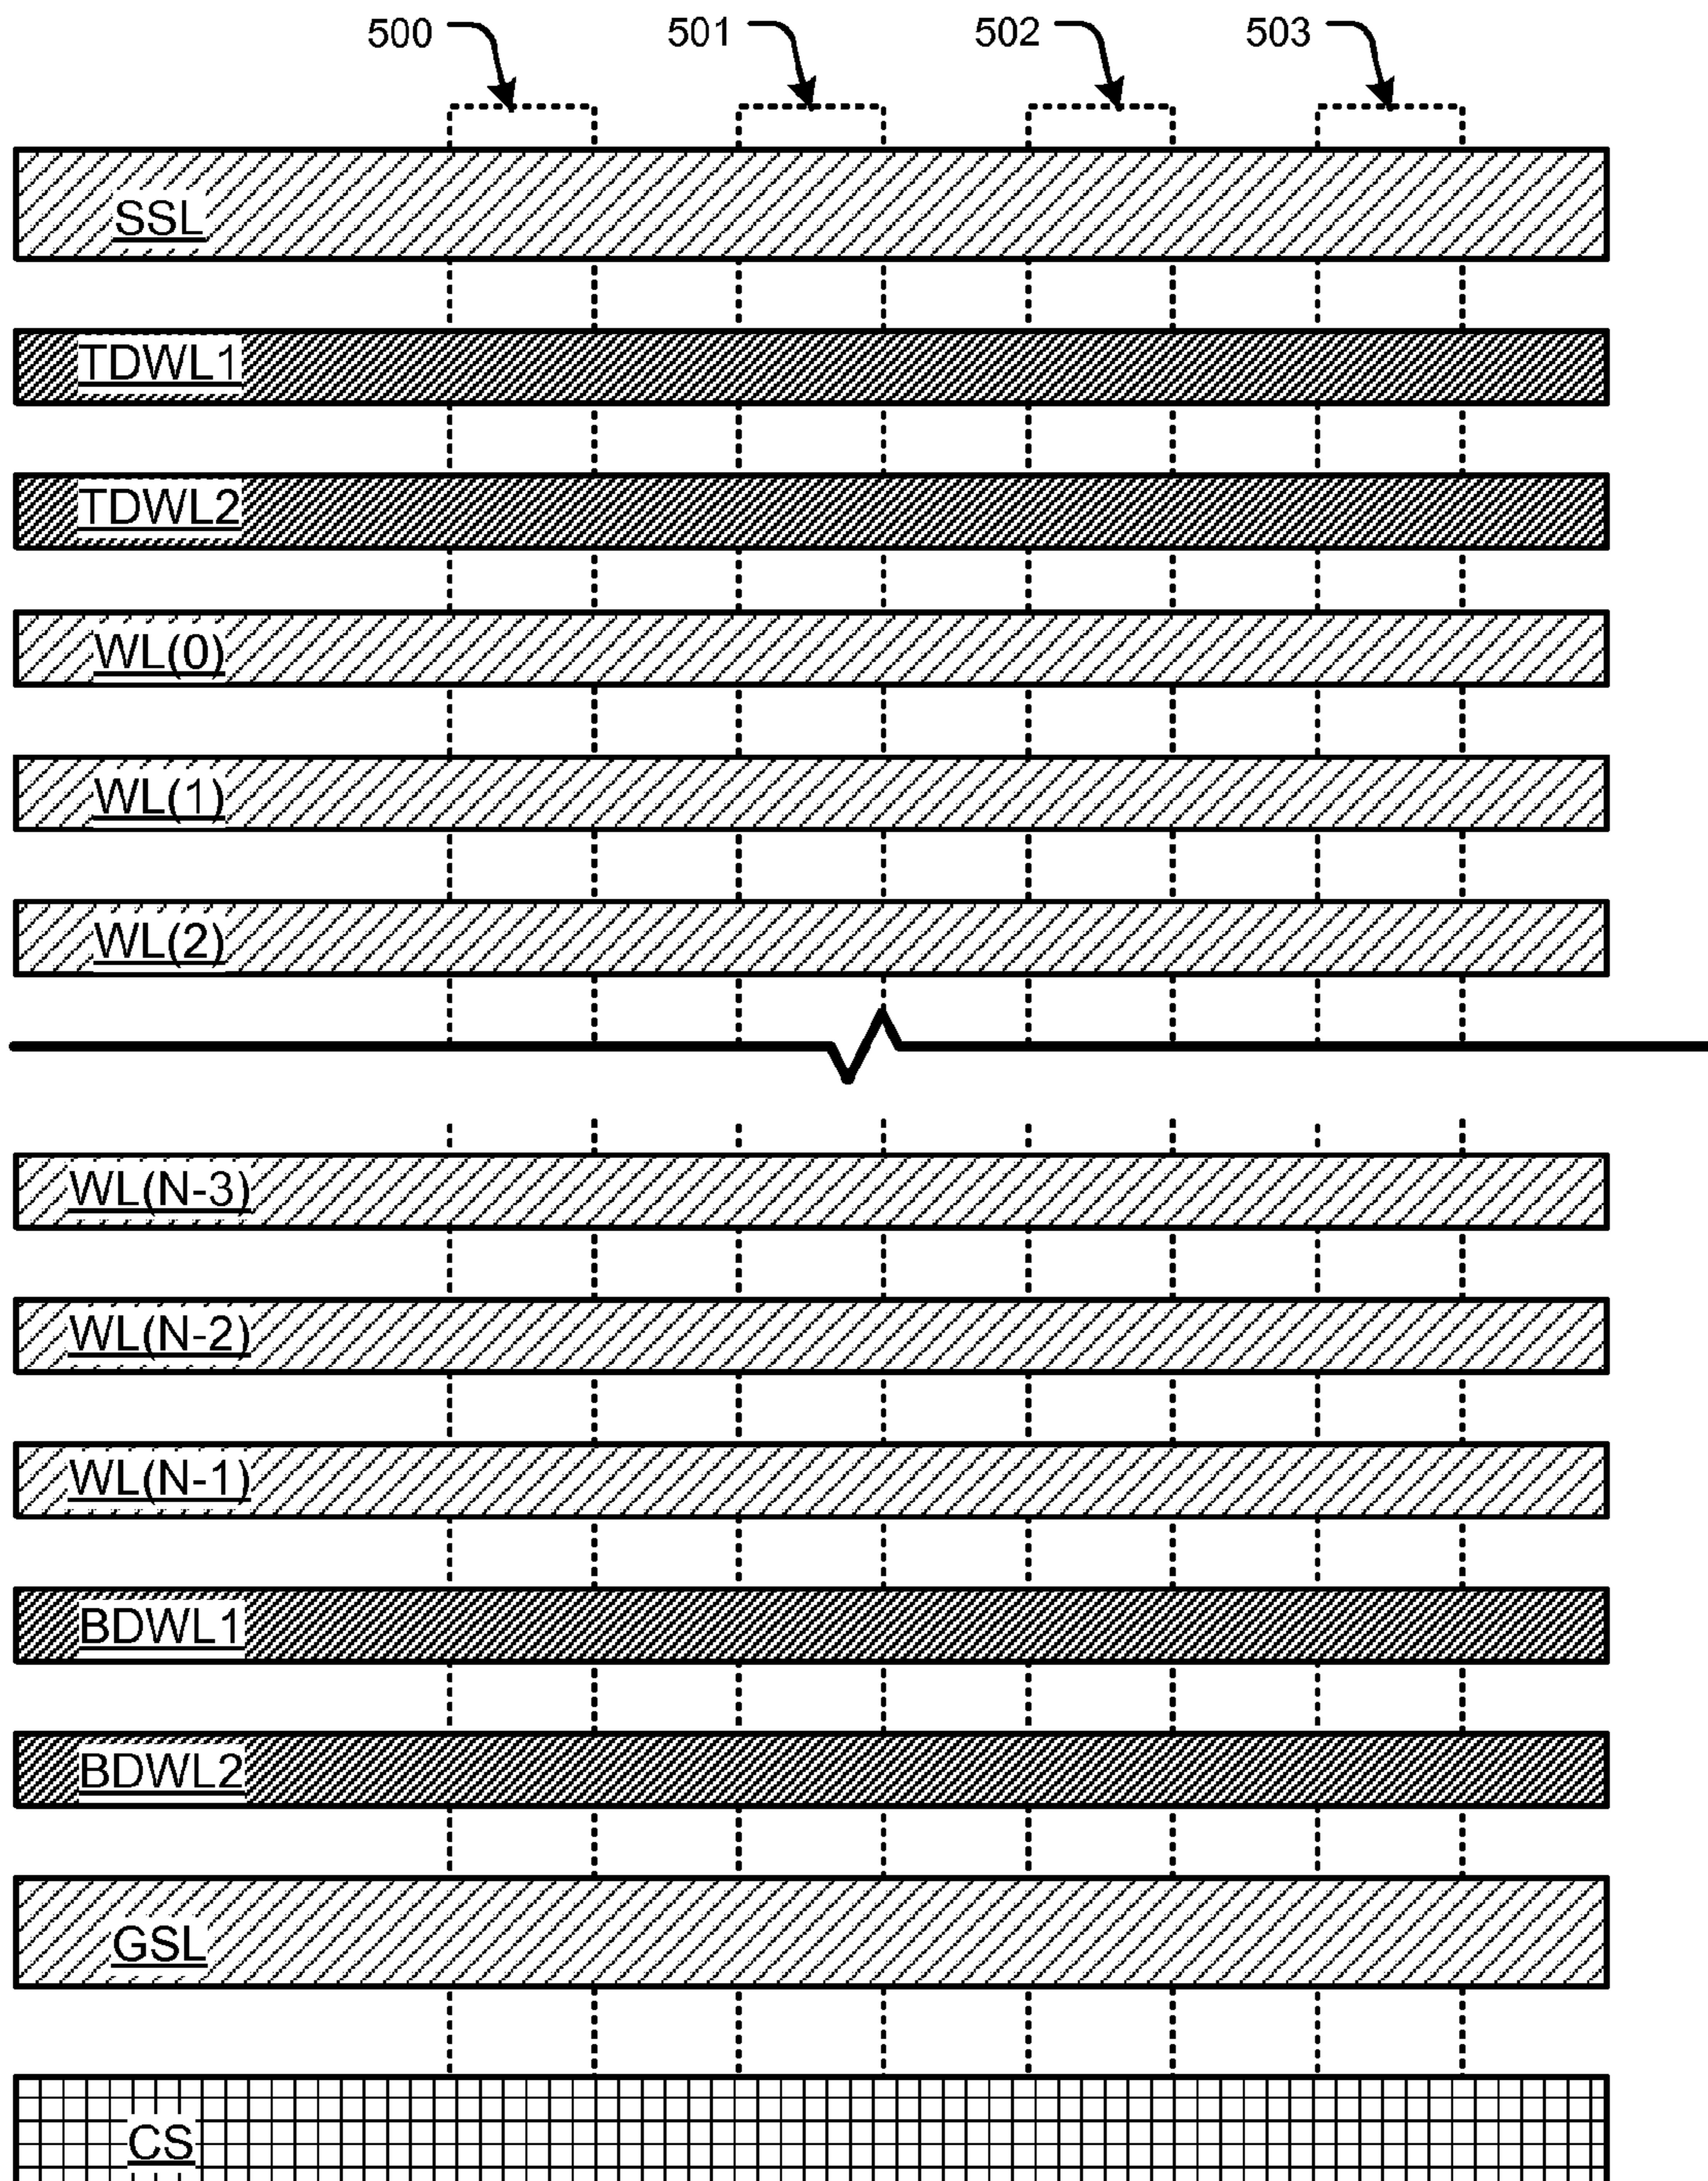 500 501 502 503
SSL
TDWL1
TDWL2
WL(0)
WL(1)
WL(2)
WL(N-3)
WL(N-2)
WL(N-1)
BDWL1
BDWL2
GSL
CS